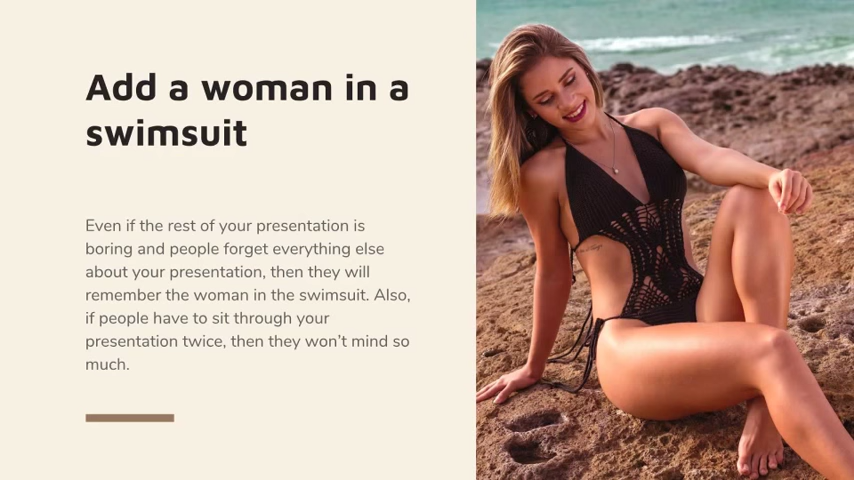 Add a woman in a
swimsuit
Even if the rest of your presentation is
boring and people forget everything else
about your presentation, then they will
remember the woman in the swimsuit. Also,
if people have to sit through your
presentation twice, then they won’t mind so
much.